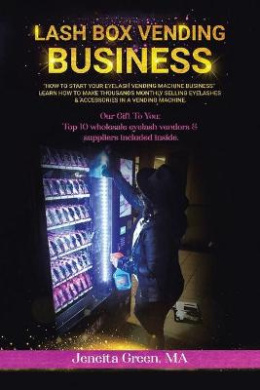 LASH BOX VENDING
BUSINESS
"HOW TO START YOUR EYELASH VENDING MACHINE BUSINESS"
LEARN HOW TO MAKE THOUSANDS MONTHLY SELLING EYELASHES
& ACCESSORIES IN A VENDING MACHINE.
Our Gift To You:
Top 10 wholesale eyelash vendors &
suppliers included inside.
Jeneita Green, MA